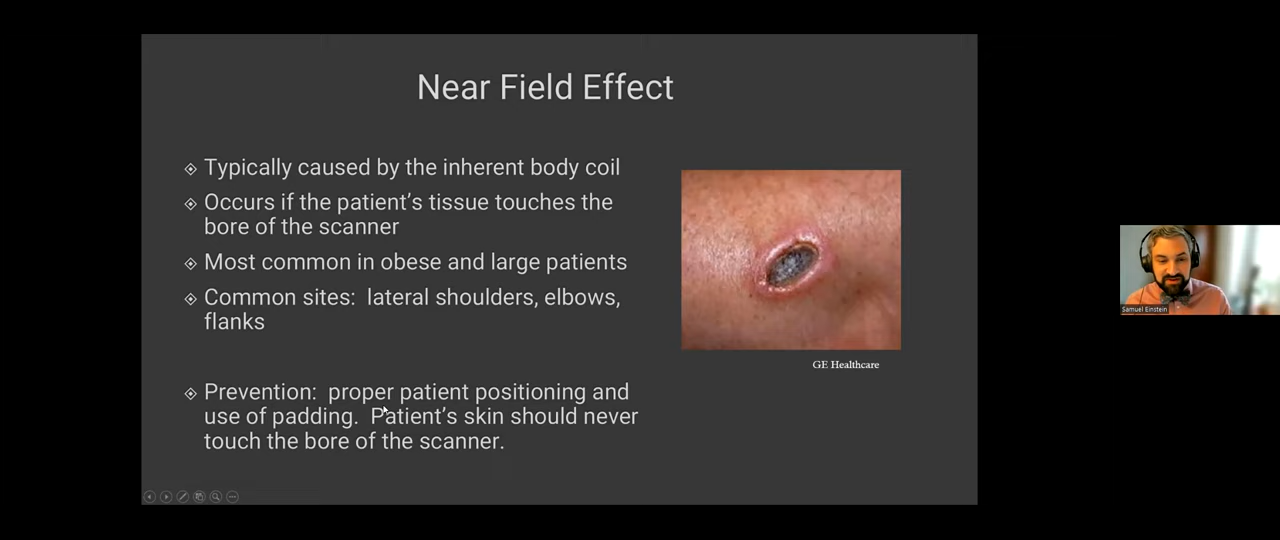 Near Field Effect
Typically caused by the inherent body coil
Occurs if the patient’s tissue touches the
bore of the scanner
Most common in obese and large patients
Common sites:  lateral shoulders, elbows,
flanks
Prevention:  proper patient positioning and
use of padding.  Patient’s skin should never
touch the bore of the scanner.
GE Healthcare
Samuel Einstein